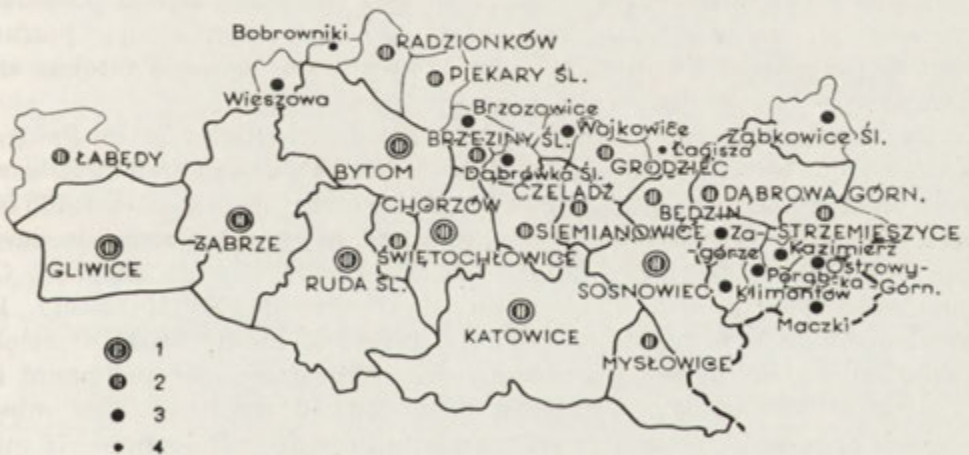 Bobrowniki
RADZIONKÓW
PIEKARY ŚL.
Wieszowa
Brzozowice
Wojkowice
Ząbkowice Śl.
BRZEZINY ŚL.
Łagisza
ŁABĘDY
BYTOM
Dąbrówka Śl.
GRODZIEC
CZELADŹ
DĄBROWA GÓRN.
CHORZÓW
BĘDZIN
ZABRZE
SIEMIANOWICE
Za-
-górze
STRZEMIESZYCE
ŚWIĘTOCHŁOWICE
Kazimierz
GLIWICE
RUDA ŚL.
SOSNOWIEC
Porąb-
-ka
Ostrowy-
-Górn.
Klimontów
KATOWICE
Maczki
MYSŁOWICE
1
2
3
4